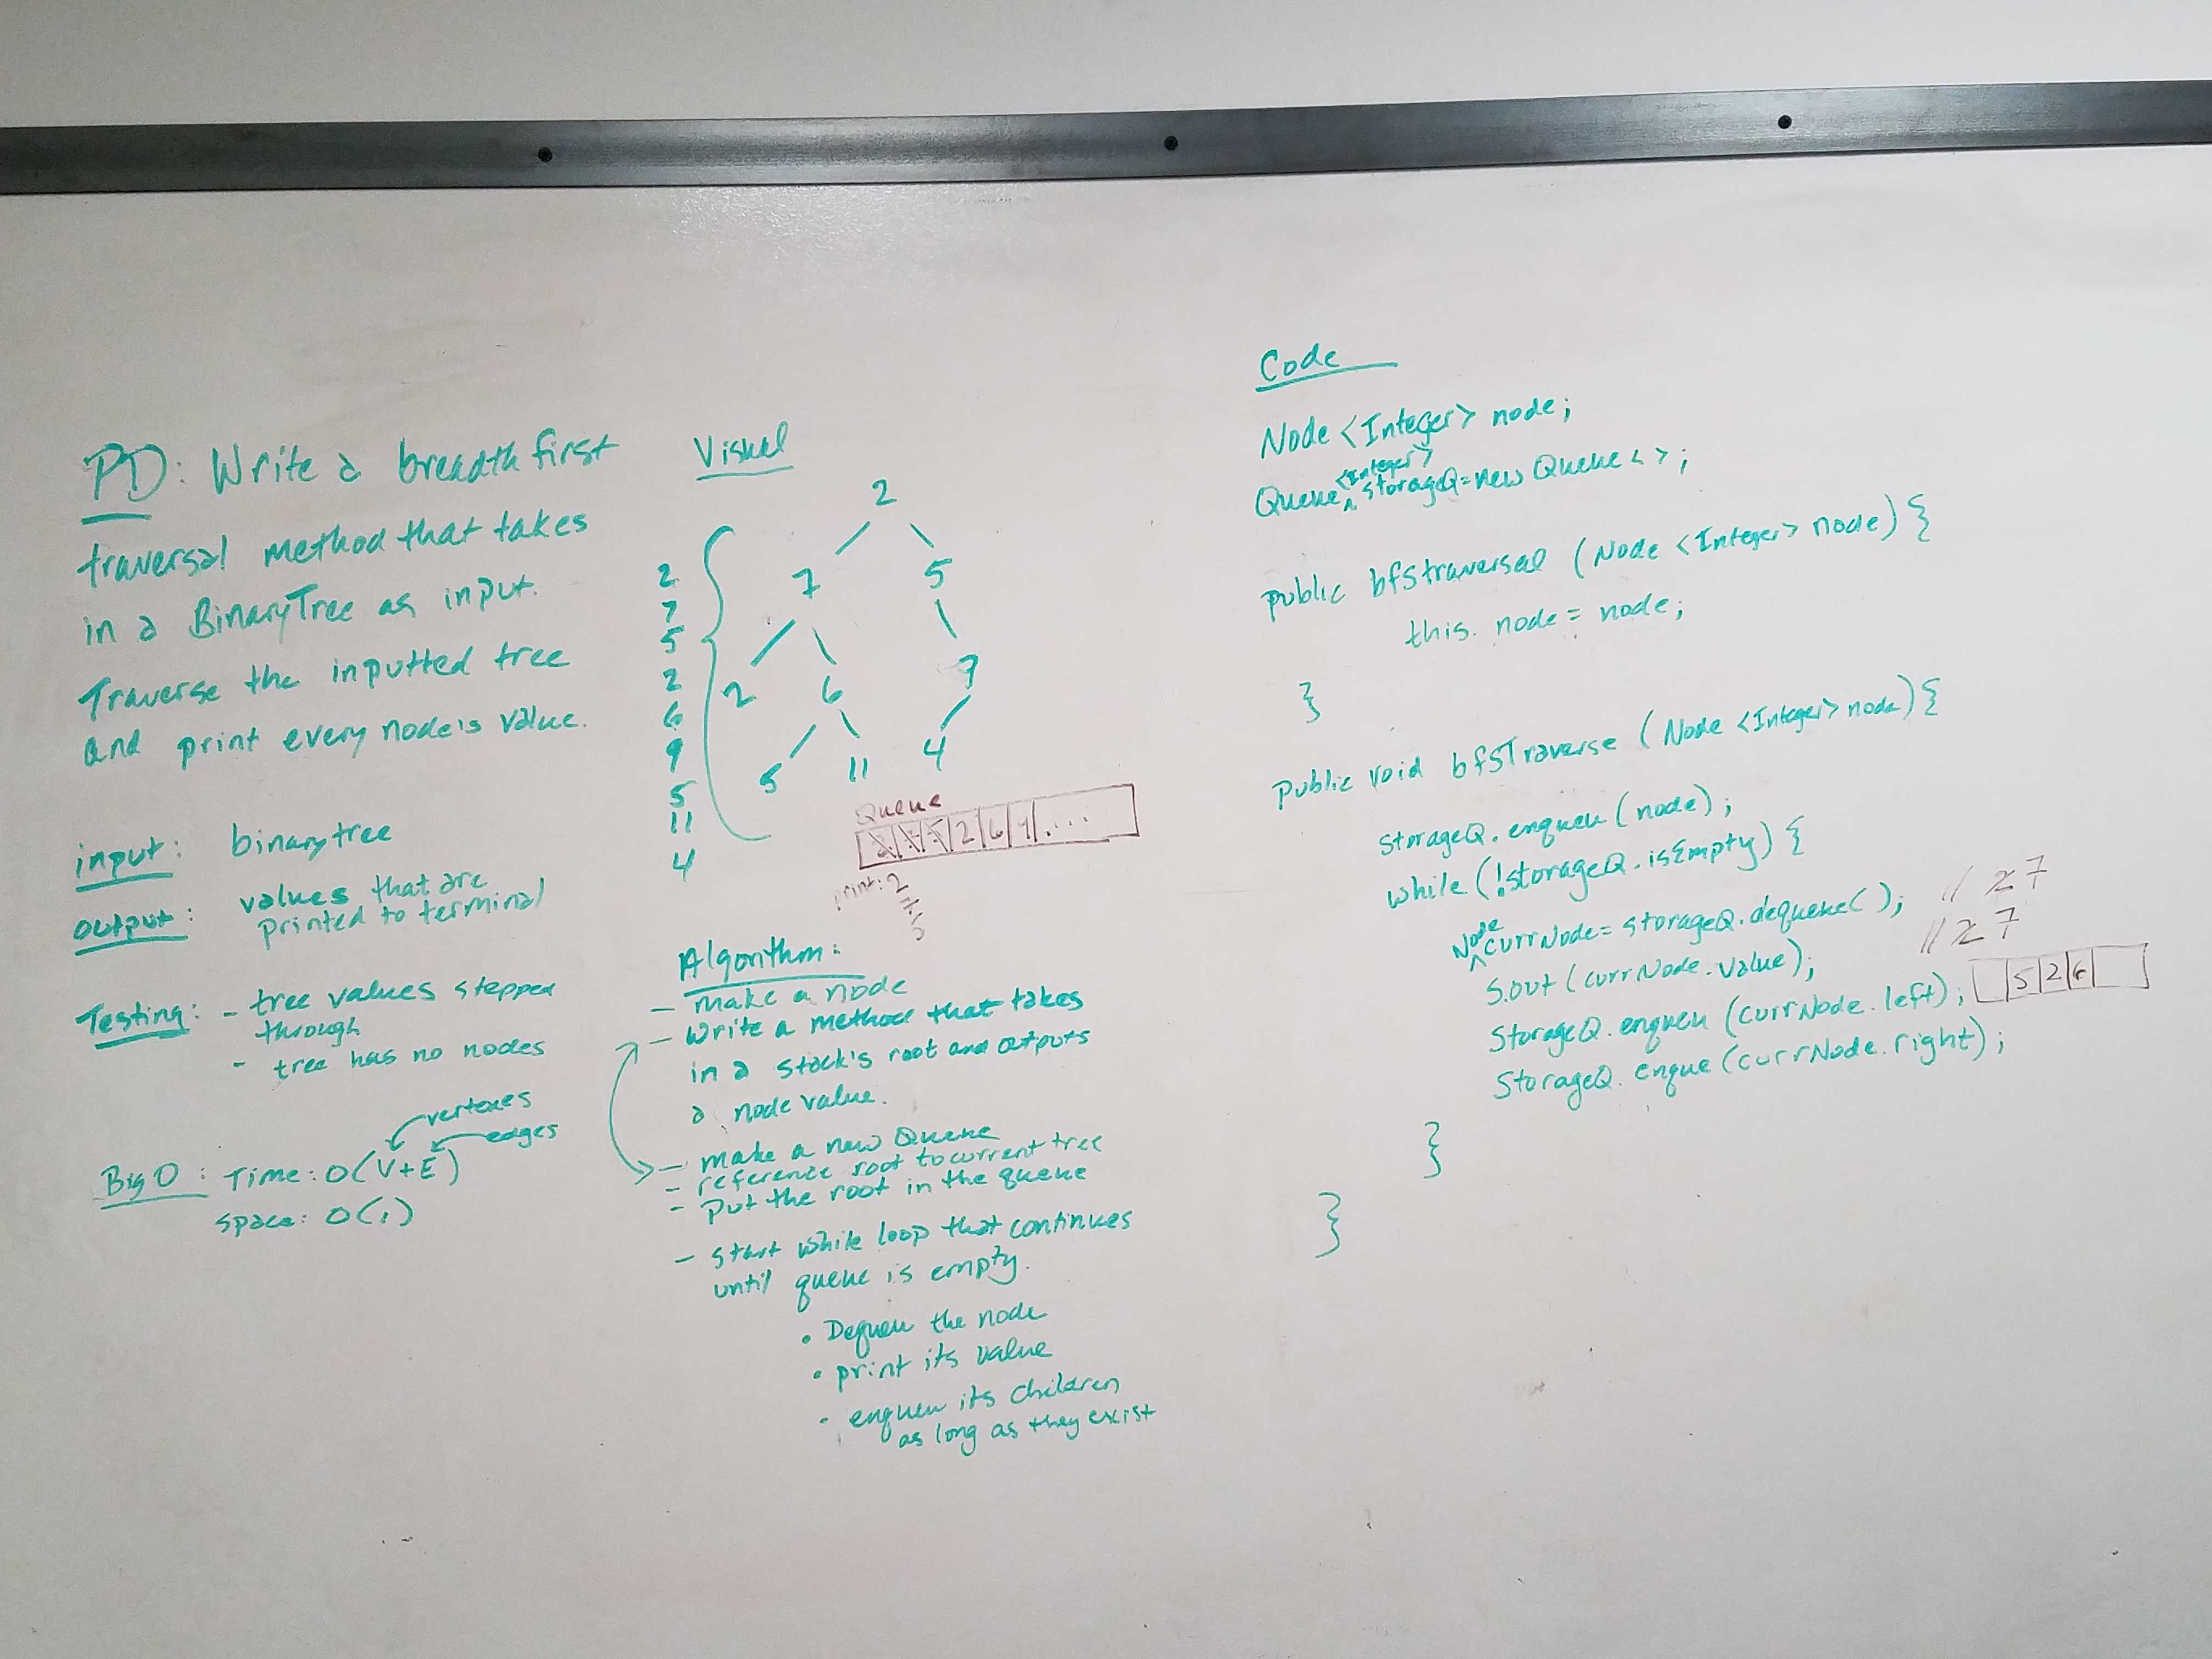 PD: Write a breadth first
traversal method that takes
in a BinaryTree as input.
Traverse the inputted tree
and print every node's value.
input: binarytree
output: values that are
printed to terminal
Testing: - tree values stepped
through
- tree has no nodes
vertexes
edges
Big O: Time: O(V+E)
space: O(1)
Visual
2
7 5
2 6 9
5 11 4
2
7
5
2
6
9
5
11
4
Queue
2 7 5 2 6 9 ....
print: 2
7
5
Algorithm:
- make a node
- Write a method that takes
in a stack's root and outputs
a node value.
- make a new Queue
- reference root to current tree
- Put the root in the queue
- start while loop that continues
until queue is empty.
• Dequeu the node
• print its value
• enqueu its children
as long as they exist
Code
Node <Integer> node;
Queue <Integer> storageQ = new Queue < >;
public bfstraversal (Node <Integer> node) {
this. node = node;
}
Public void bfsTraverse (Node <Integer> node) {
StorageQ. enqueu (node);
while (!storageQ. isEmpty) {
Node currNode = storageQ. dequeue( ); // 2 7
S.out (currNode. value); // 2 7
StorageQ. enqueu (currNode. left); 5 2 6
StorageQ. enque (currNode. right);
}
}